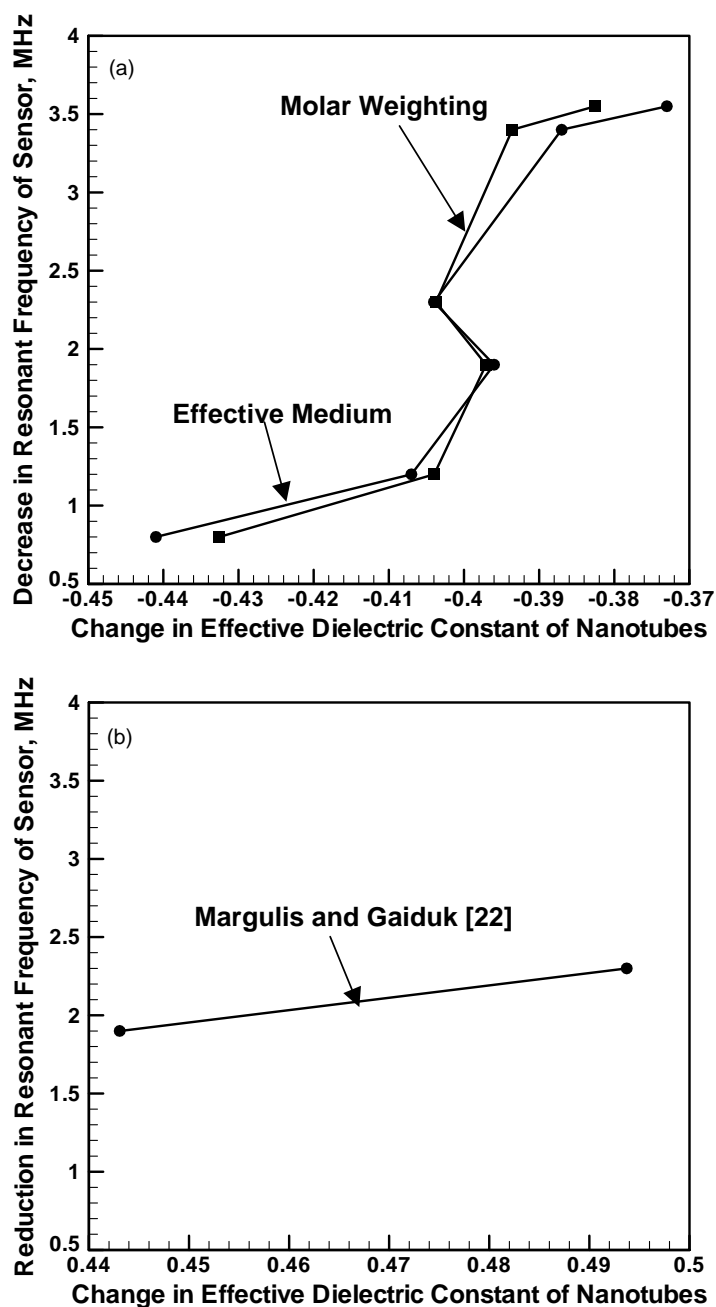 4
3.5
3
2.5
2
1.5
1
0.5
Decrease in Resonant Frequency of Sensor, MHz
(a)
Molar Weighting
Effective Medium
-0.45 -0.44 -0.43 -0.42 -0.41 -0.4 -0.39 -0.38 -0.37
Change in Effective Dielectric Constant of Nanotubes
4
3.5
3
2.5
2
1.5
1
0.5
Reduction in Resonant Frequency of Sensor, MHz
(b)
Margulis and Gaiduk [22]
0.44 0.45 0.46 0.47 0.48 0.49 0.5
Change in Effective Dielectric Constant of Nanotubes